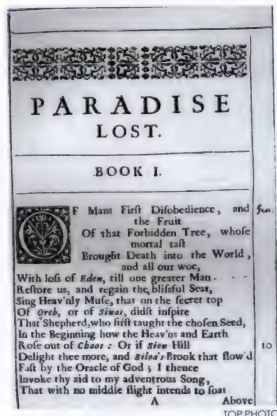 PARADISE
LOST.
BOOK I.
OF Mans First Disobedience, and
the Fruit
Of that Forbidden Tree, whose
mortal tast
Brought Death into the World,
and all our woe,
With loss of Eden, till one greater Man
Restore us, and regain the blissful Seat,
Sing Heav'nly Muse, that on the secret top
Of Oreb, or of Sinai, didst inspire
That Shepherd, who first taught the chosen Seed,
In the Beginning how the Heav'ns and Earth
Rose out of Chaos: Or if Sion Hill 10
Delight thee more, and Siloa's Brook that flow'd
Fast by the Oracle of God; I thence
Invoke thy aid to my adventrous Song,
That with no middle flight intends to soar
A Above
TOP PHOTO